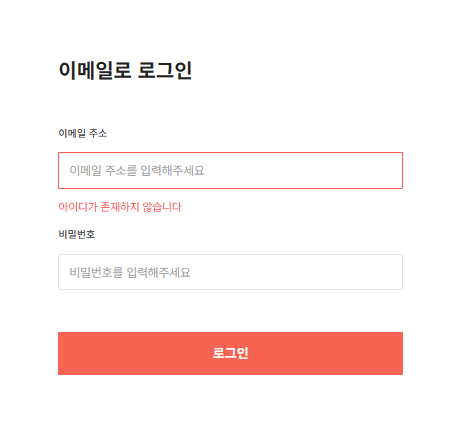 이메일로 로그인
이메일 주소
이메일 주소를 입력해주세요
아이디가 존재하지 않습니다
비밀번호
비밀번호를 입력해주세요
로그인